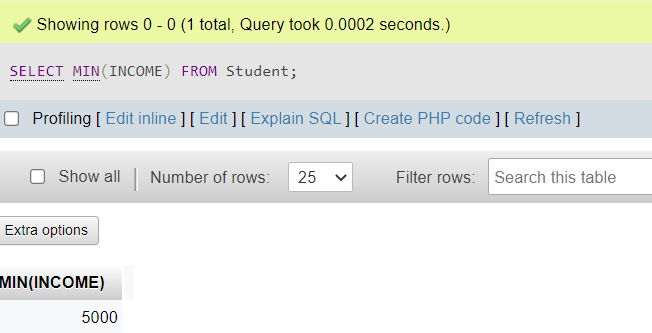 Showing rows 0 - 0 (1 total, Query took 0.0002 seconds.)
SELECT MIN(INCOME) FROM Student;
Profiling [ Edit inline ] [ Edit ] [ Explain SQL ] [ Create PHP code ] [ Refresh ]
Show all Number of rows: 25 Filter rows: Search this table
Extra options
MIN(INCOME)
5000